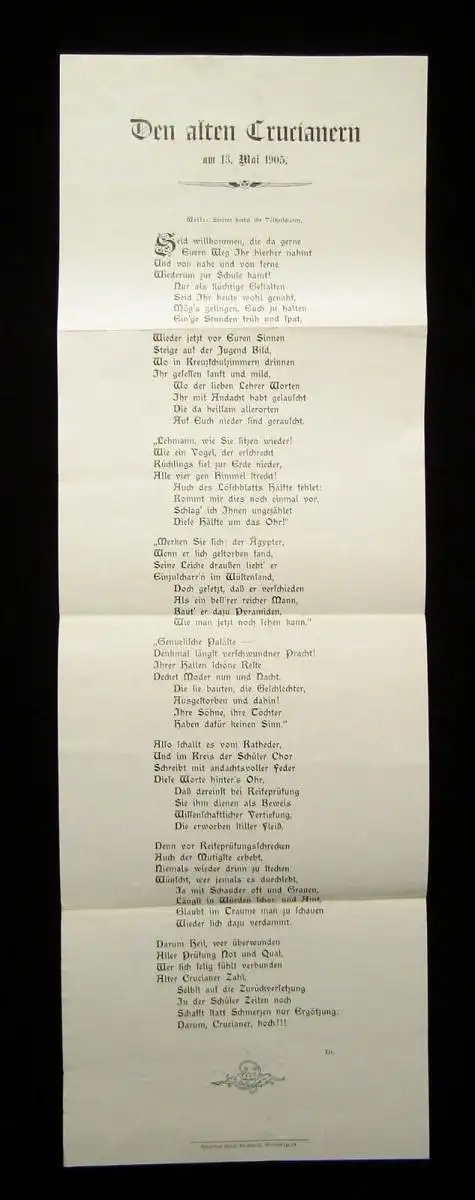 Den alten Crucianern
am 13. Mai 1905.
Weise: Sinket herab ihr
Seid willkommen, die da gerne
Euern Weg Ihr hierher nahmt
Und von nahe und von ferne
Wiederum zur Schule kamt!
Nur als flüchtige Gestalten
Seid Ihr heute wohl genaht,
Mög's gelingen, Euch zu halten
Ein'ge Stunden früh und spat.
Wieder jetzt vor Euren Sinnen
Steige auf der Jugend Bild,
Wo in Kreuzschulzimmern drinnen
Ihr gesessen sanft und mild,
Wo der lieben Lehrer Worten
Ihr mit Andacht habt gelauscht
Die da heilsam allerorten
Auf Euch nieder sind gerauscht.
„Lehmann, wie Sie sitzen wieder!
Wie ein Vogel, der erschreckt
Rücklings fiel zur Erde nieder,
Alle vier gen Himmel streckt!
Auch des Löschblatts Hälfte fehlet:
Kommt mir dies noch einmal vor,
Schlag' ich Ihnen ungezählet
Diese Hälfte um das Ohr!"
„Merken Sie sich: der Ägypter,
Wenn er sich gestorben fand,
Seine Leiche draußen liebt' er
Einzuscharr'n im Wüstenland,
Doch gesetzt, daß er verschieden
Als ein bess'rer reicher Mann,
Baut' er dazu Pyramiden,
Wie man jetzt noch sehen kann."
„Genuesische Paläste —
Denkmal längst verschwundner Pracht!
Ihrer Hallen schöne Reste
Decket Moder nun und Nacht.
Die sie bauten, die Geschlechter,
Ausgestorben und dahin!
Ihre Söhne, ihre Töchter
Haben dafür keinen Sinn."
Also schallt es vom Katheder,
Und im Kreis der Schüler Chor
Schreibt mit andachtsvoller Feder
Diese Worte hinter's Ohr,
Daß dereinst bei Reifeprüfung
Sie ihm dienen als Beweis
Wissenschaftlicher Vertiefung,
Die erworben stiller Fleiß.
Denn vor Reifeprüfungsschrecken
Auch der Mutigste erbebt,
Niemals wieder drin zu stecken
Wünscht, wer jemals es durchlebt,
Ja mit Schauder oft und Grauen,
Längst in Würden schon und Amt,
Glaubt im Traume man zu schauen
Wieder sich dazu verdammt.
Darum Heil, wer überwunden
Aller Prüfung Not und Qual,
Wer sich selig fühlt verbunden
Alter Crucianer Zahl,
Selbst auf die Zurückversetzung
In der Schüler Zeiten noch
Schafft statt Schmerzen nur Ergötzung:
Darum, Crucianer, hoch!!!